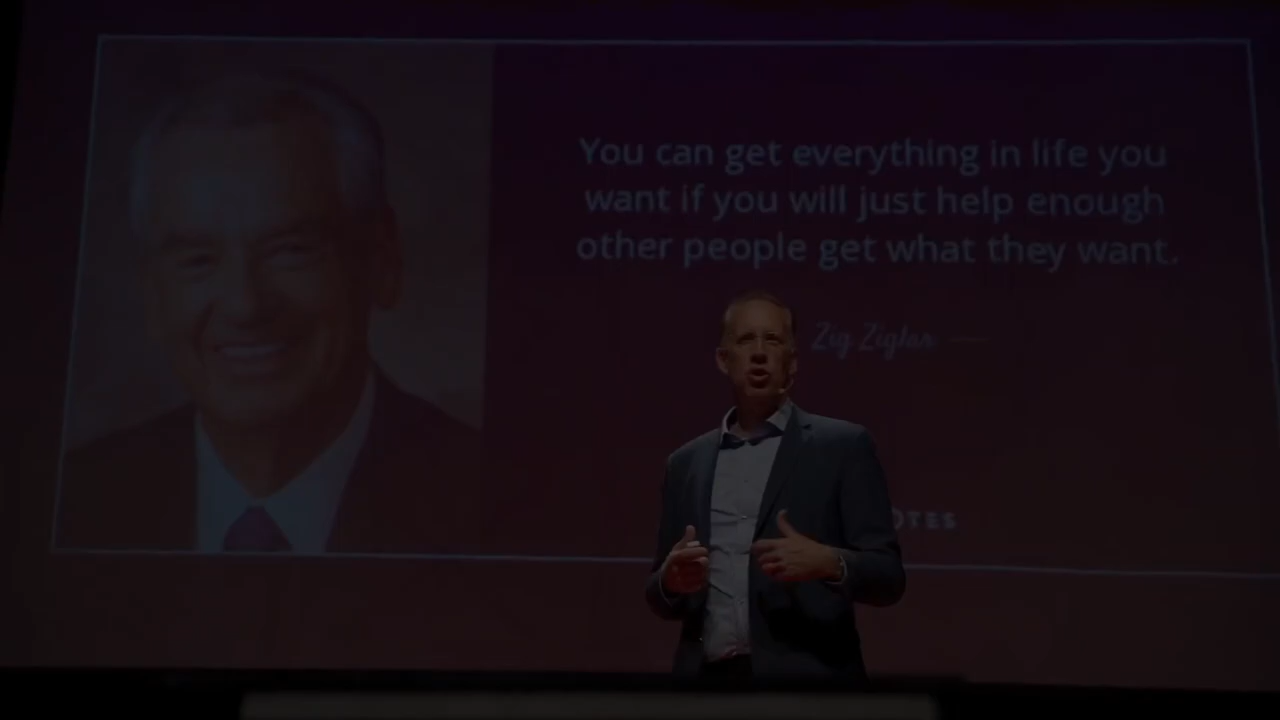 You can get everything in life you
want if you will just help enough
other people get what they want.
Zig Ziglar
OTES